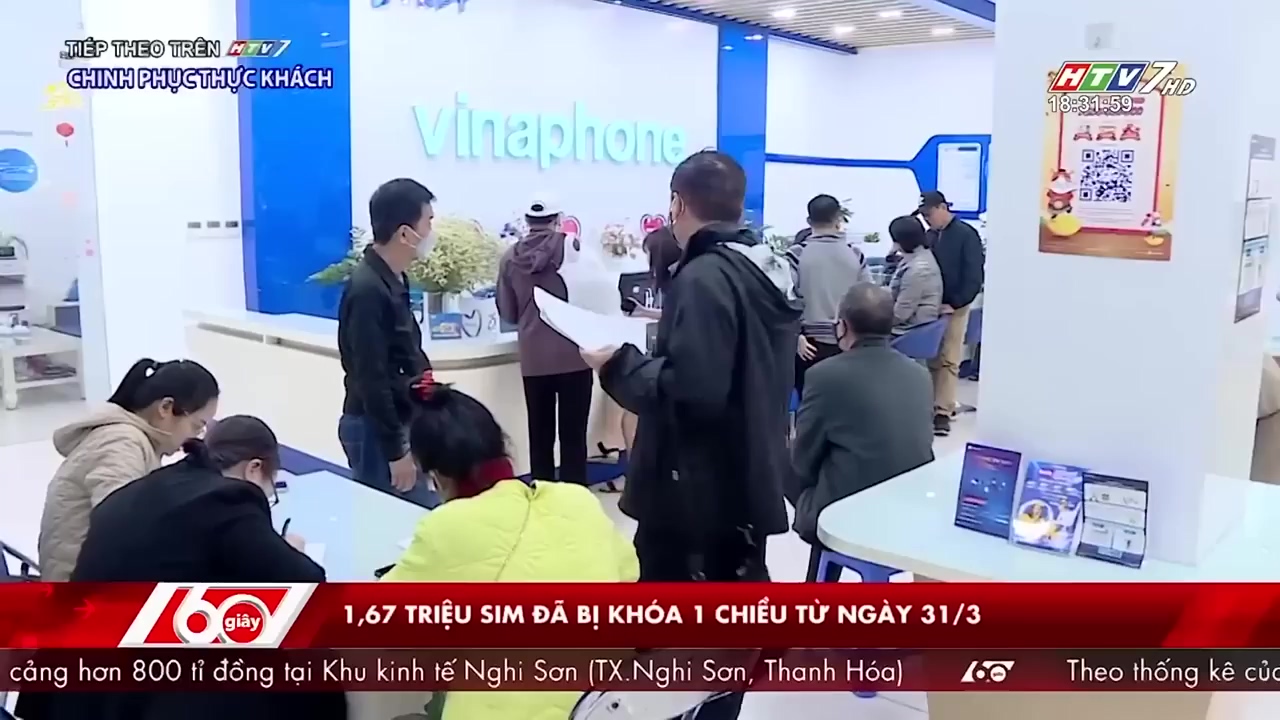 TIẾP THEO TRÊN HTV7
CHINH PHỤC THỰC KHÁCH
HTV7 HD
18:31:59
vinaphone
60 giây
1,67 TRIỆU SIM ĐÃ BỊ KHÓA 1 CHIỀU TỪ NGÀY 31/3
cảng hơn 800 tỉ đồng tại Khu kinh tế Nghi Sơn (TX.Nghi Sơn, Thanh Hóa) 60 giây Theo thống kê của